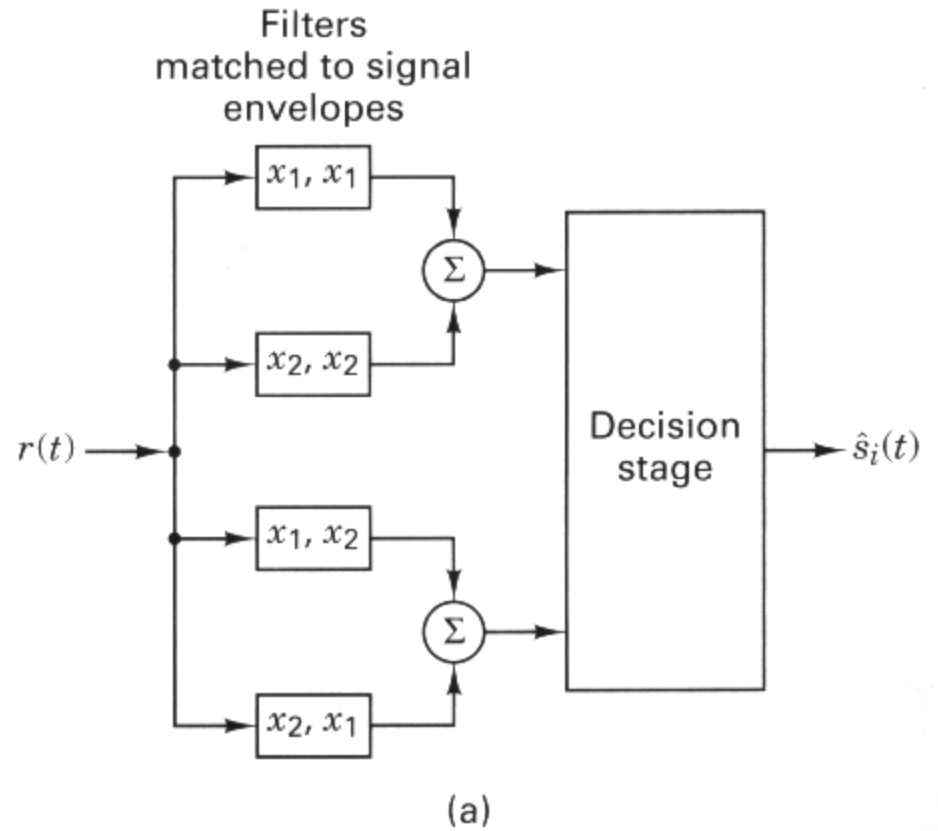 Filters
matched to signal
envelopes
x₁, x₁
Σ
x₂, x₂
Decision
stage
r(t)
ŝᵢ(t)
x₁, x₂
Σ
x₂, x₁
(a)